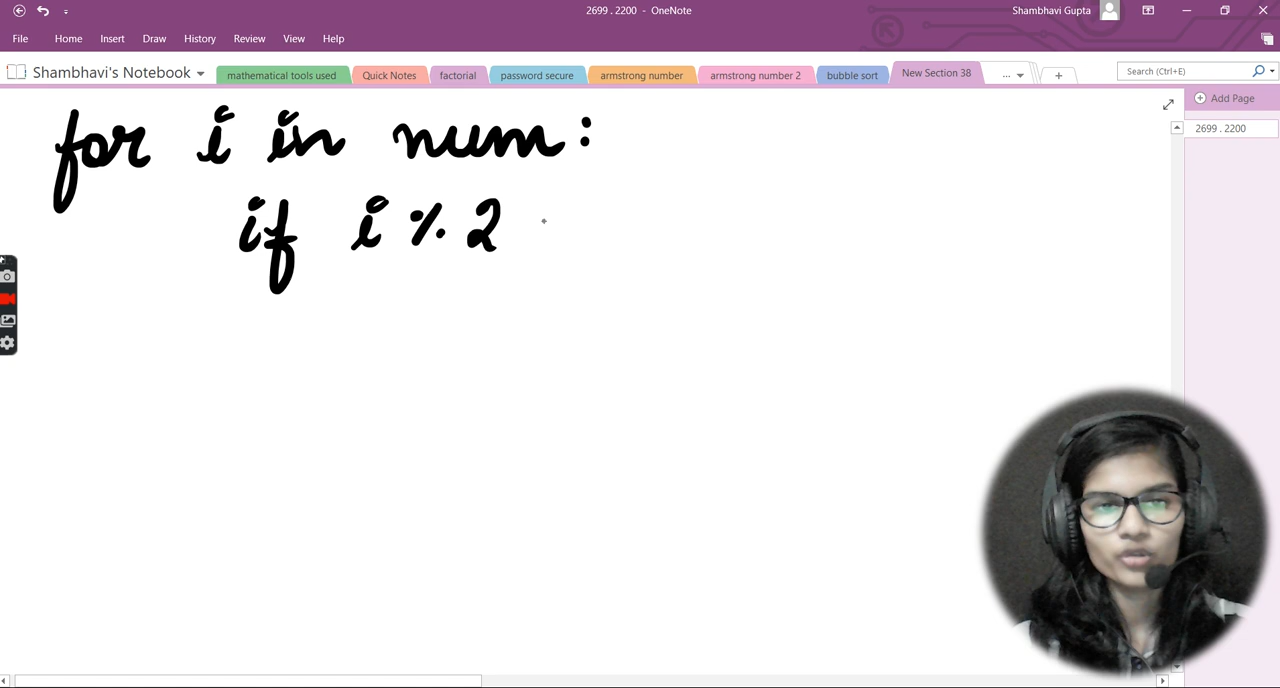 2699 . 2200 - OneNote
Shambhavi Gupta
File Home Insert Draw History Review View Help
Shambhavi's Notebook
mathematical tools used Quick Notes factorial password secure armstrong number armstrong number 2 bubble sort New Section 38 ... +
Search (Ctrl+E)
Add Page
2699 . 2200
for i in num:
if i % 2